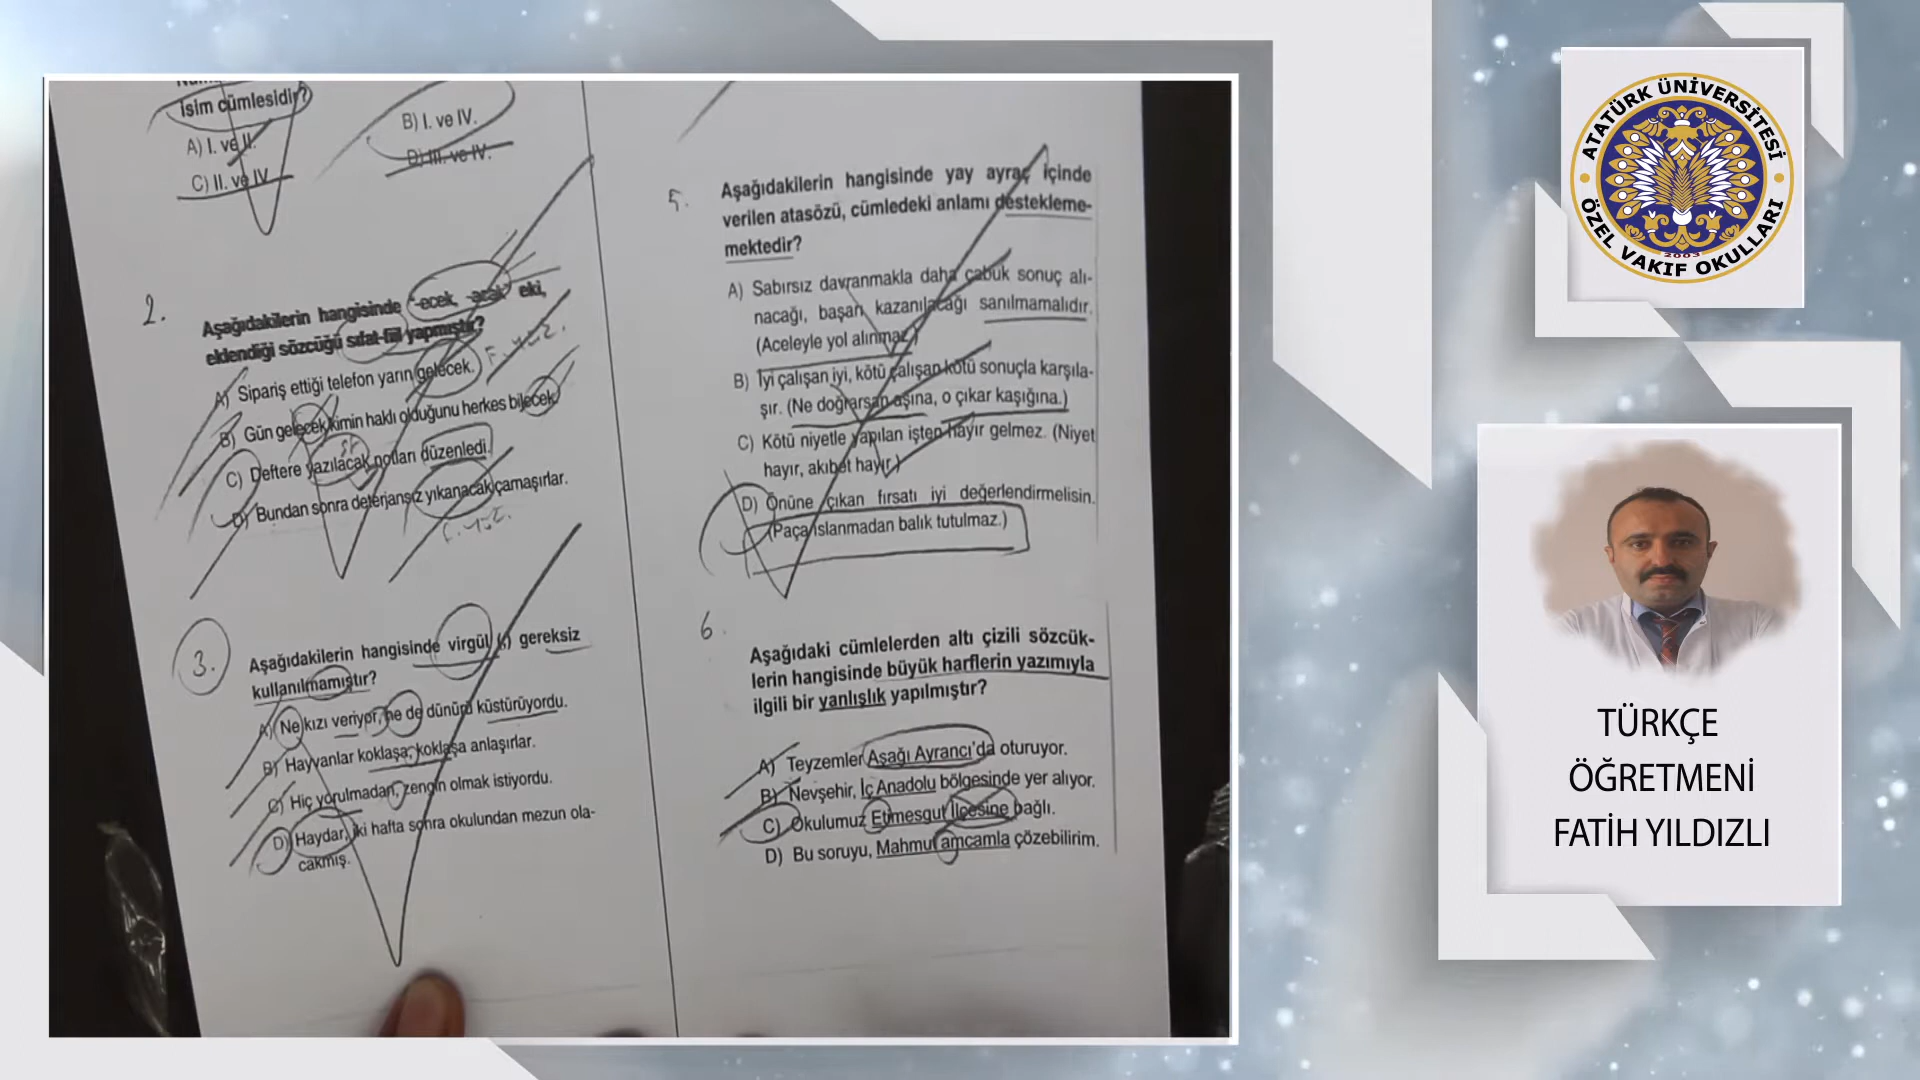 İsim cümlesidir?
A) I. ve II.
B) I. ve IV.
C) II. ve IV
D) III. ve IV.
2.
Aşağıdakilerin hangisinde "-ecek, -acak" eki,
eklendiği sözcüğü sıfat-fiil yapmıştır?
A) Sipariş ettiği telefon yarın gelecek.
B) Gün gelecek kimin haklı olduğunu herkes bilecek.
C) Deftere yazılacak notları düzenledi.
D) Bundan sonra deterjansız yıkanacak çamaşırlar.
3.
Aşağıdakilerin hangisinde virgül (,) gereksiz
kullanılmamıştır?
A) Ne kızı veriyor, ne de dünürü küstürüyordu.
B) Hayvanlar koklaşa, koklaşa anlaşırlar.
C) Hiç yorulmadan, zengin olmak istiyordu.
D) Haydar, iki hafta sonra okulundan mezun ola-
cakmış.
5.
Aşağıdakilerin hangisinde yay ayraç içinde
verilen atasözü, cümledeki anlamı destekleme-
mektedir?
A) Sabırsız davranmakla daha çabuk sonuç alı-
nacağı, başarı kazanılacağı sanılmamalıdır.
(Aceleyle yol alınmaz.)
B) İyi çalışan iyi, kötü çalışan kötü sonuçla karşıla-
şır. (Ne doğrarsan aşına, o çıkar kaşığına.)
C) Kötü niyetle yapılan işten hayır gelmez. (Niyet
hayır, akıbet hayır.)
D) Önüne çıkan fırsatı iyi değerlendirmelisin.
(Paça ıslanmadan balık tutulmaz.)
6.
Aşağıdaki cümlelerden altı çizili sözcük-
lerin hangisinde büyük harflerin yazımıyla
ilgili bir yanlışlık yapılmıştır?
A) Teyzemler Aşağı Ayrancı'da oturuyor.
B) Nevşehir, İç Anadolu bölgesinde yer alıyor.
C) Okulumuz Etimesgut İlçesine bağlı.
D) Bu soruyu, Mahmut amcamla çözebilirim.
ATATÜRK ÜNİVERSİTESİ
ÖZEL VAKIF OKULLARI
2003
TÜRKÇE
ÖĞRETMENİ
FATİH YILDIZLI